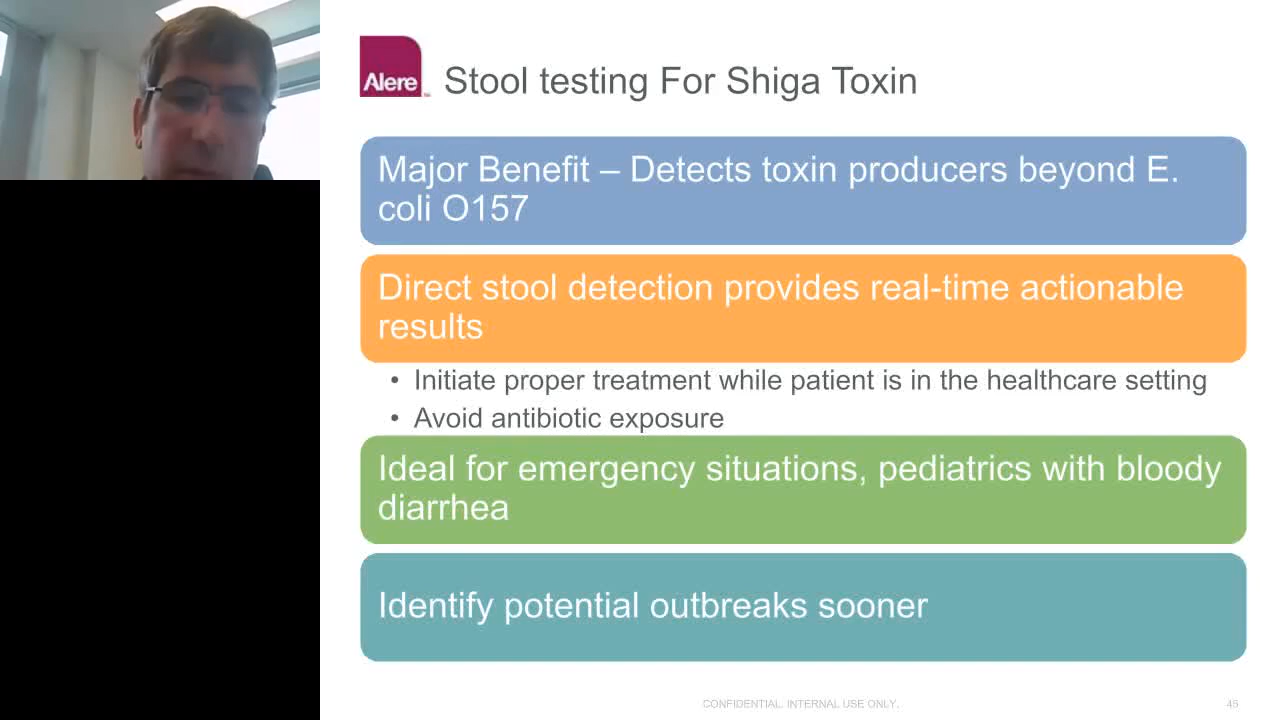 Alere
Stool testing For Shiga Toxin
Major Benefit – Detects toxin producers beyond E.
coli O157
Direct stool detection provides real-time actionable
results
• Initiate proper treatment while patient is in the healthcare setting
• Avoid antibiotic exposure
Ideal for emergency situations, pediatrics with bloody
diarrhea
Identify potential outbreaks sooner
CONFIDENTIAL. INTERNAL USE ONLY.